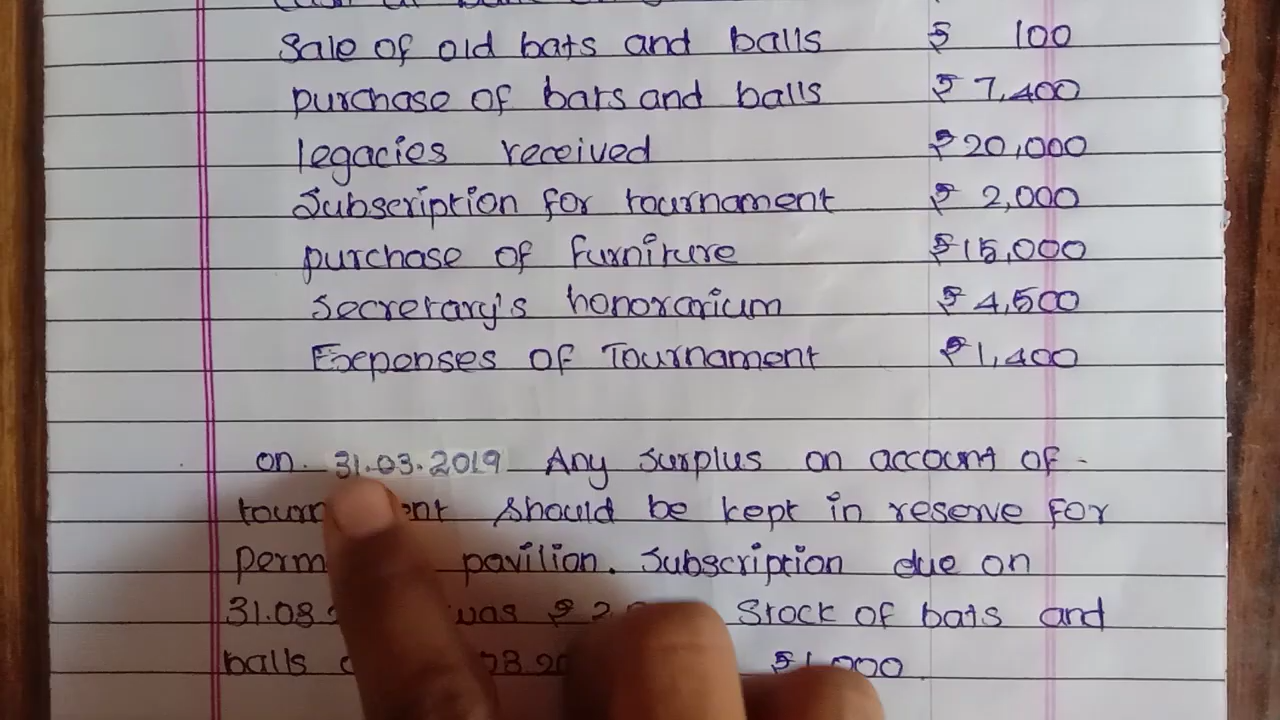 Sale of old bats and balls ₹ 100
purchase of bats and balls ₹ 7,400
legacies received ₹ 20,000
Subscription for tournament ₹ 2,000
purchase of furniture ₹ 15,000
Secretary's honorarium ₹ 4,500
Expenses of Tournament ₹ 1,400
on 31.03.2019 Any surplus on account of
should be kept in reserve for
pavilion. Subscription due on
was ₹ Stock of bats and
balls ₹ 1,000